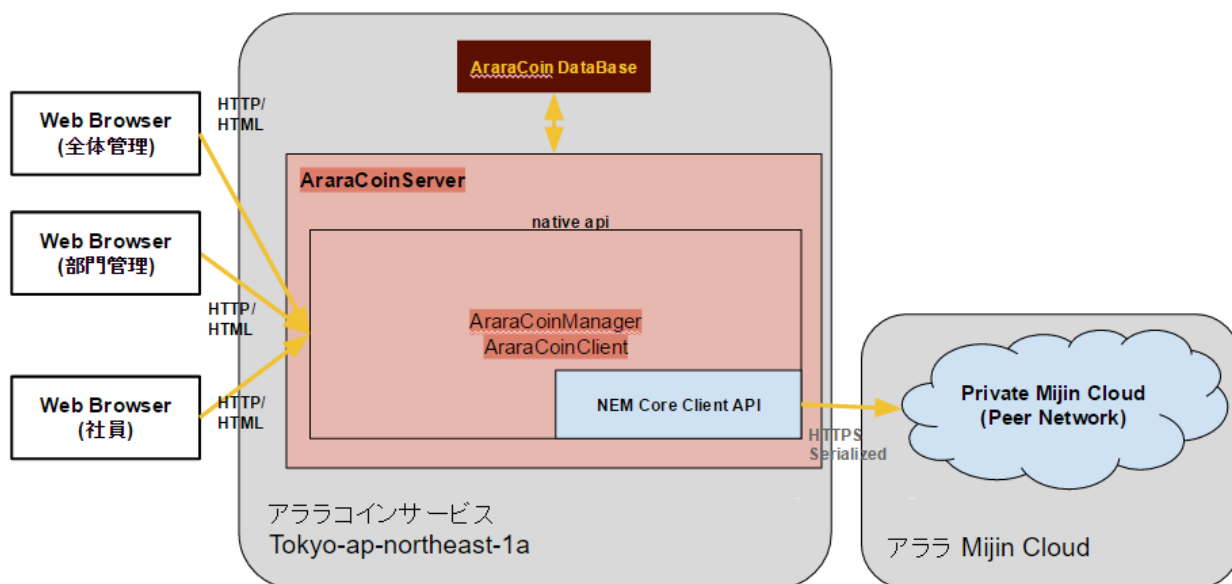 AraraCoin DataBase
Web Browser
(全体管理)
HTTP/
HTML
AraraCoinServer
native api
Web Browser
(部門管理)
HTTP/
HTML
AraraCoinManager
AraraCoinClient
NEM Core Client API
Web Browser
(社員)
HTTP/
HTML
HTTPS
Serialized
Private Mijin Cloud
(Peer Network)
アララコインサービス
Tokyo-ap-northeast-1a
アララ Mijin Cloud